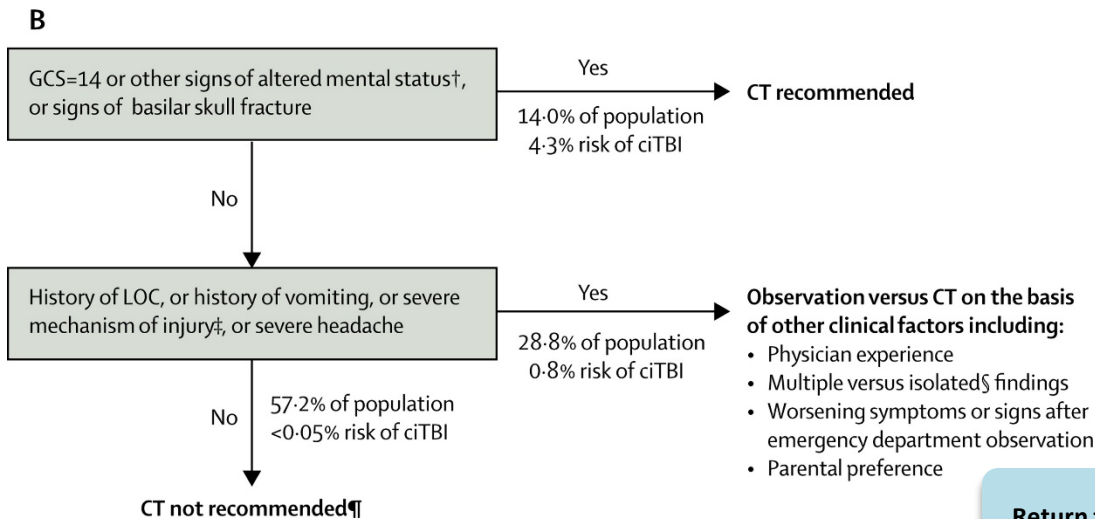 B
GCS=14 or other signs of altered mental status†,
or signs of basilar skull fracture
Yes
14·0% of population
4·3% risk of ciTBI
CT recommended
No
History of LOC, or history of vomiting, or severe
mechanism of injury‡, or severe headache
Yes
28·8% of population
0·8% risk of ciTBI
Observation versus CT on the basis
of other clinical factors including:
• Physician experience
• Multiple versus isolated§ findings
• Worsening symptoms or signs after
emergency department observation
• Parental preference
No
57·2% of population
<0·05% risk of ciTBI
CT not recommended¶
Return